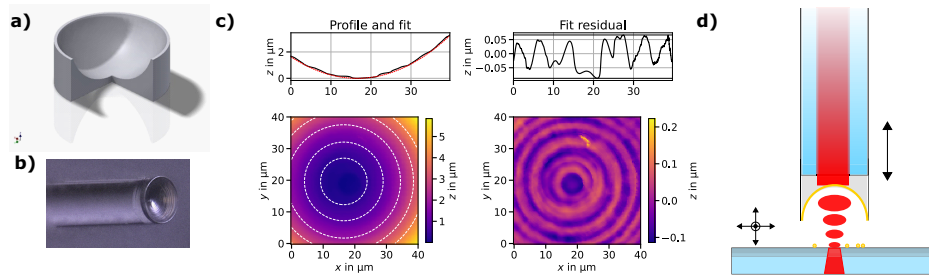 a)
b)
c)
Profile and fit
z in μm
2
0
0 10 20 30
Fit residual
z in μm
0.05
−0.05
0 10 20 30
y in μm
40
30
20
10
0
0 10 20 30 40
x in μm
5
4
3
2
1
z in μm
y in μm
40
30
20
10
0
0 10 20 30 40
x in μm
0.2
0.1
0.0
−0.1
z in μm
d)